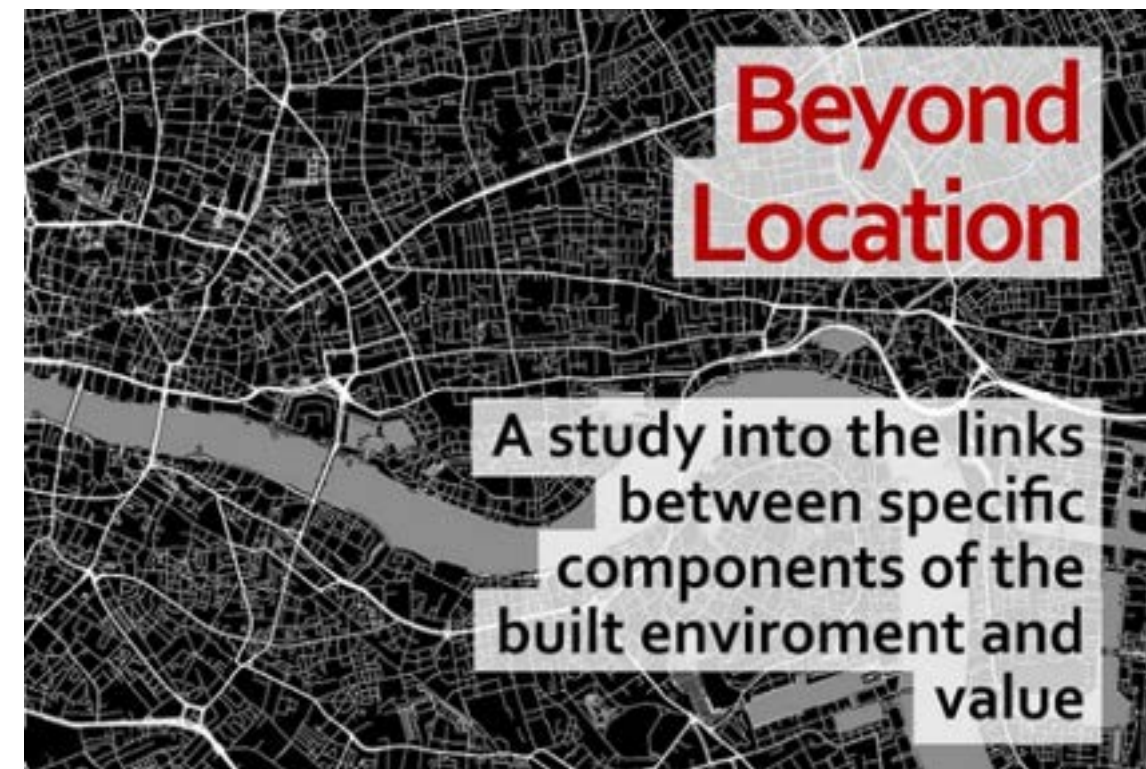 Beyond
Location
A study into the links
between specific
components of the
built enviroment and
value